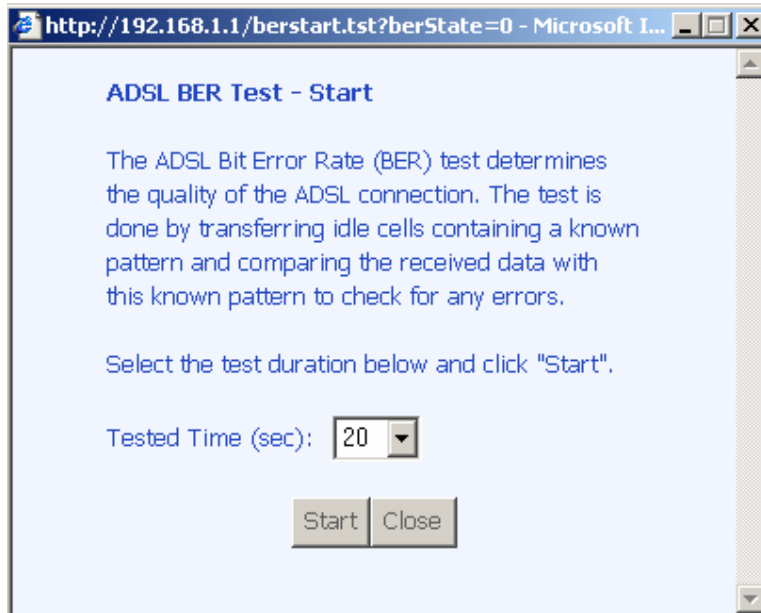 http://192.168.1.1/berstart.tst?berState=0 - Microsoft I...
ADSL BER Test - Start
The ADSL Bit Error Rate (BER) test determines
the quality of the ADSL connection. The test is
done by transferring idle cells containing a known
pattern and comparing the received data with
this known pattern to check for any errors.
Select the test duration below and click "Start".
Tested Time (sec): 20
Start Close